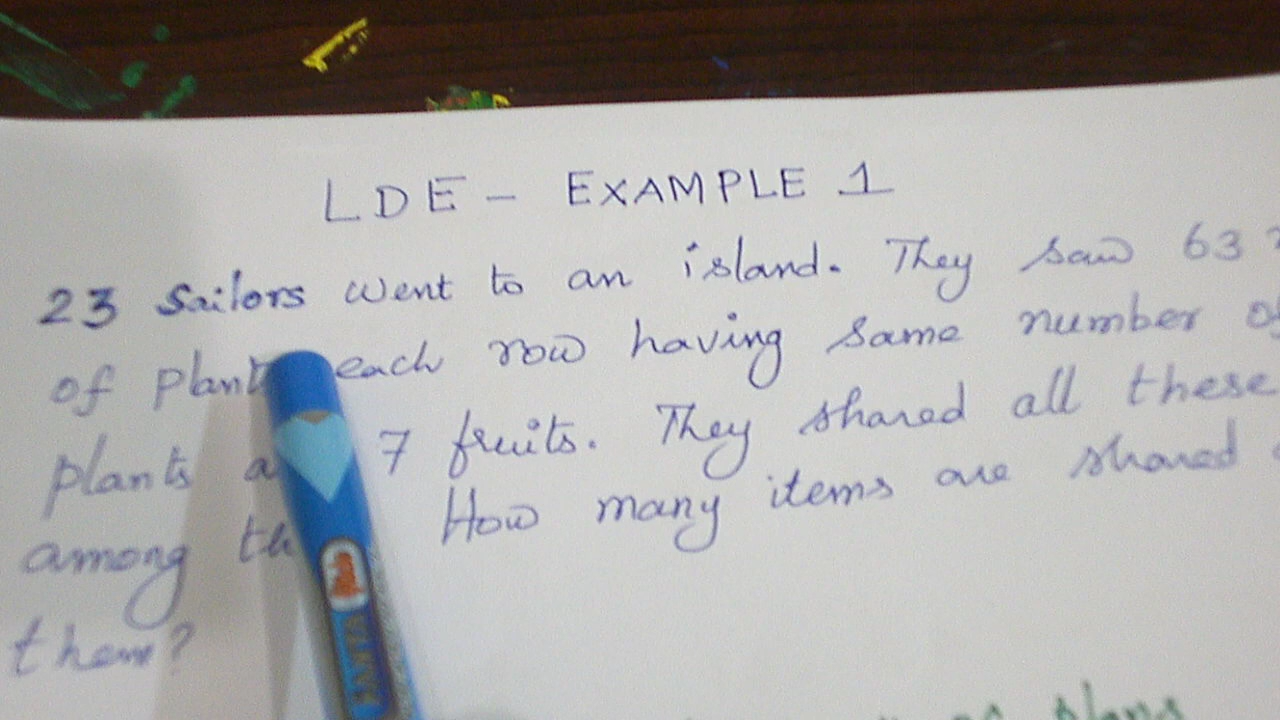 LDE - EXAMPLE 1
23 Sailors went to an island. They saw 63
of plant each row having same number of
plants a 7 fruits. They shared all these
among th How many items are shared
them?